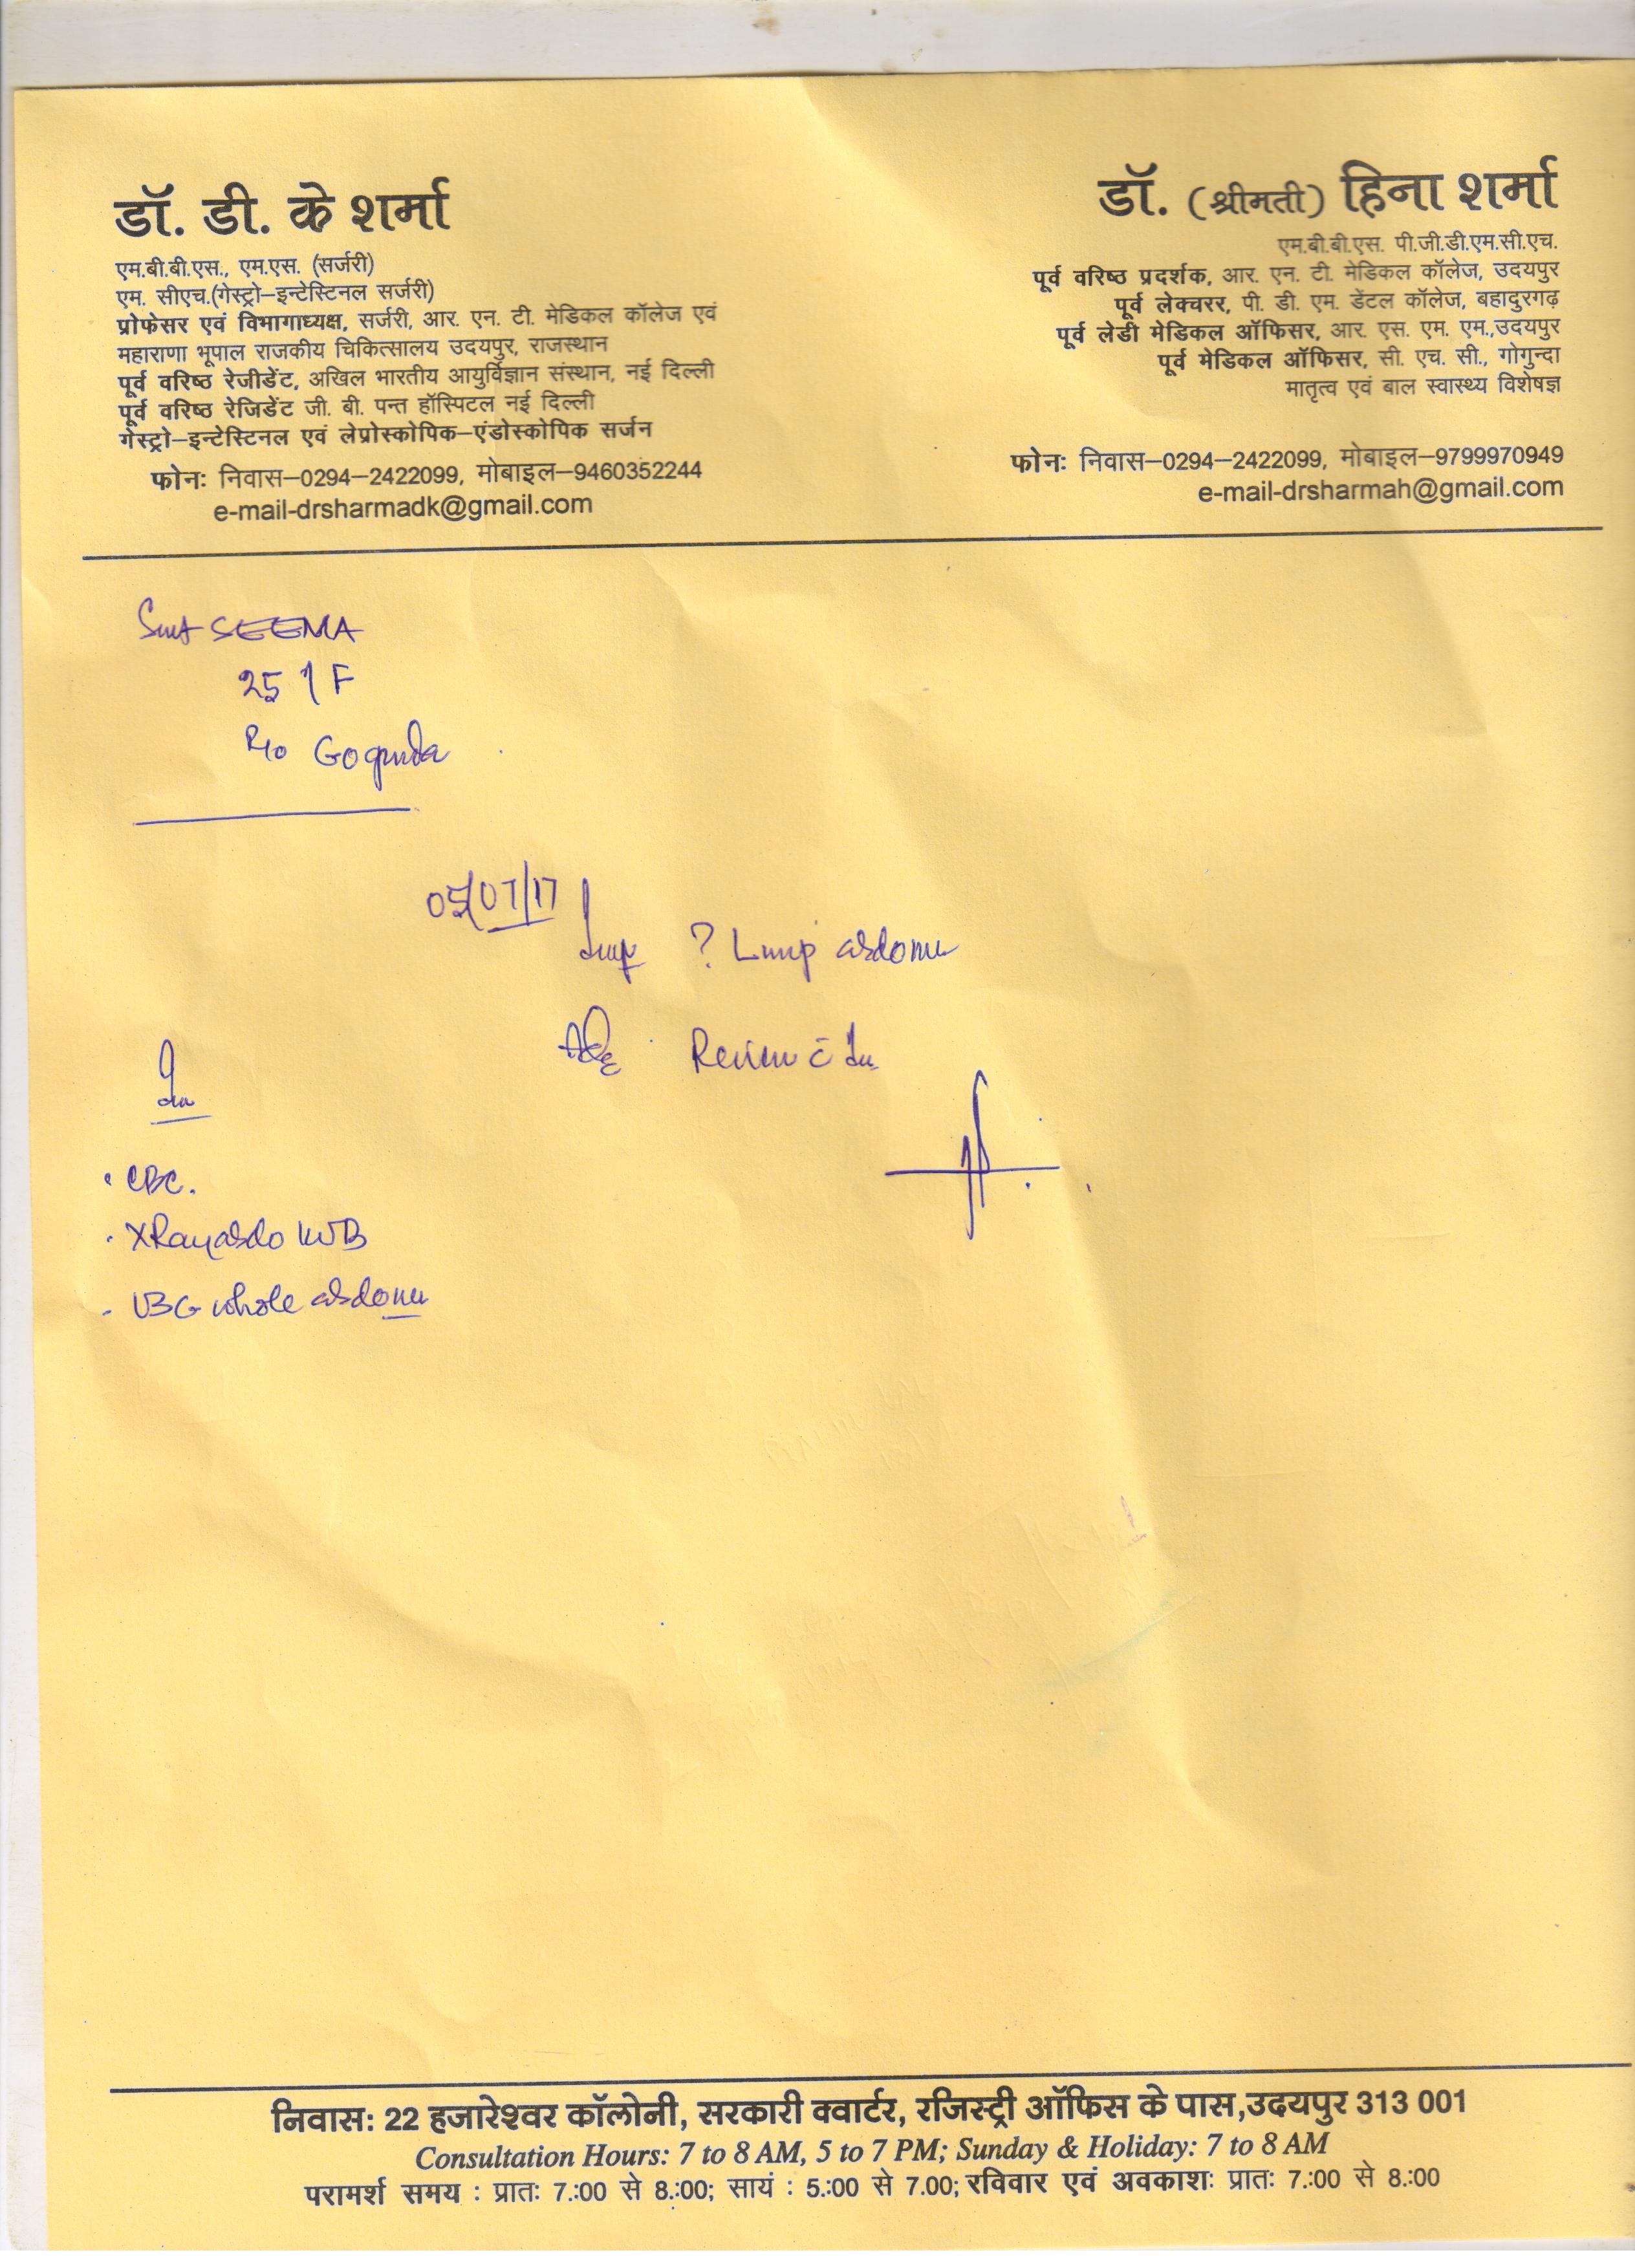 डॉ. डी. के शर्मा
एम.बी.बी.एस., एम.एस. (सर्जरी)
एम. सीएच.(गेस्ट्रो–इन्टेस्टिनल सर्जरी)
प्रोफेसर एवं विभागाध्यक्ष, सर्जरी, आर. एन. टी. मेडिकल कॉलेज एवं
महाराणा भूपाल राजकीय चिकित्सालय उदयपुर, राजस्थान
पूर्व वरिष्ठ रेजीडेंट, अखिल भारतीय आयुर्विज्ञान संस्थान, नई दिल्ली
पूर्व वरिष्ठ रेजिडेंट जी. बी. पन्त हॉस्पिटल नई दिल्ली
गेस्ट्रो–इन्टेस्टिनल एवं लेप्रोस्कोपिक–एंडोस्कोपिक सर्जन
फोनः निवास–0294–2422099, मोबाइल–9460352244
e-mail-drsharmadk@gmail.com
डॉ. (श्रीमती) हिना शर्मा
एम.बी.बी.एस. पी.जी.डी.एम.सी.एच.
पूर्व वरिष्ठ प्रदर्शक, आर. एन. टी. मेडिकल कॉलेज, उदयपुर
पूर्व लेक्चरर, पी. डी. एम. डेंटल कॉलेज, बहादुरगढ़
पूर्व लेडी मेडिकल ऑफिसर, आर. एस. एम. एम.,उदयपुर
पूर्व मेडिकल ऑफिसर, सी. एच. सी., गोगुन्दा
मातृत्व एवं बाल स्वास्थ्य विशेषज्ञ
फोनः निवास–0294–2422099, मोबाइल–9799970949
e-mail-drsharmah@gmail.com
Smt SEEMA
25 / F
R/o Gogunda
05/07/17
Imp ? Lump abdomen
Adv Review c̄ Inv
Inv
• CBC.
• XRay abdo KUB
• USG whole abdomen
निवासः 22 हजारेश्वर कॉलोनी, सरकारी क्वार्टर, रजिस्ट्री ऑफिस के पास,उदयपुर 313 001
Consultation Hours: 7 to 8 AM, 5 to 7 PM; Sunday & Holiday: 7 to 8 AM
परामर्श समय : प्रातः 7.:00 से 8.:00; सायं : 5.:00 से 7.00; रविवार एवं अवकाशः प्रातः 7.:00 से 8.:00